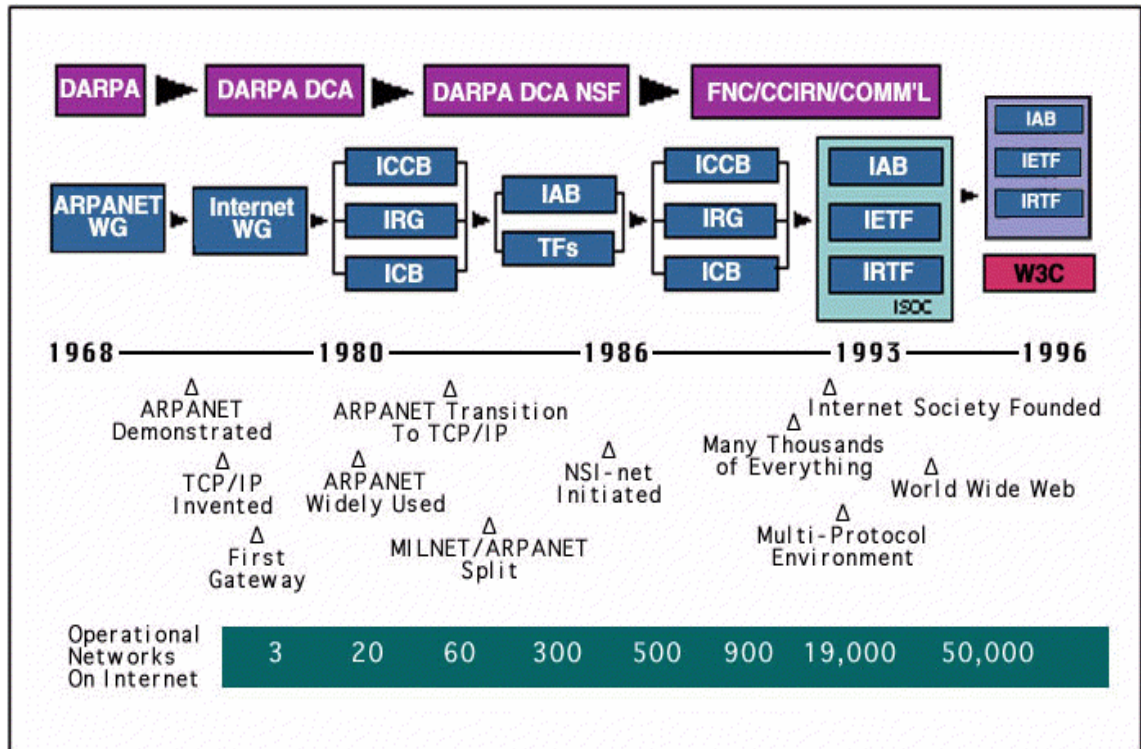 DARPA
DARPA DCA
DARPA DCA NSF
FNC/CCIRN/COMM'L
ARPANET
WG
Internet
WG
ICCB
IRG
ICB
IAB
TFs
ICCB
IRG
ICB
IAB
IETF
IRTF
ISOC
IAB
IETF
IRTF
W3C
1968
1980
1986
1993
1996
ARPANET
Demonstrated
ARPANET Transition
To TCP/IP
Internet Society Founded
TCP/IP
Invented
ARPANET
Widely Used
NSI-net
Initiated
Many Thousands
of Everything
World Wide Web
First
Gateway
MILNET/ARPANET
Split
Multi-Protocol
Environment
Operational
Networks
On Internet
3 20 60 300 500 900 19,000 50,000